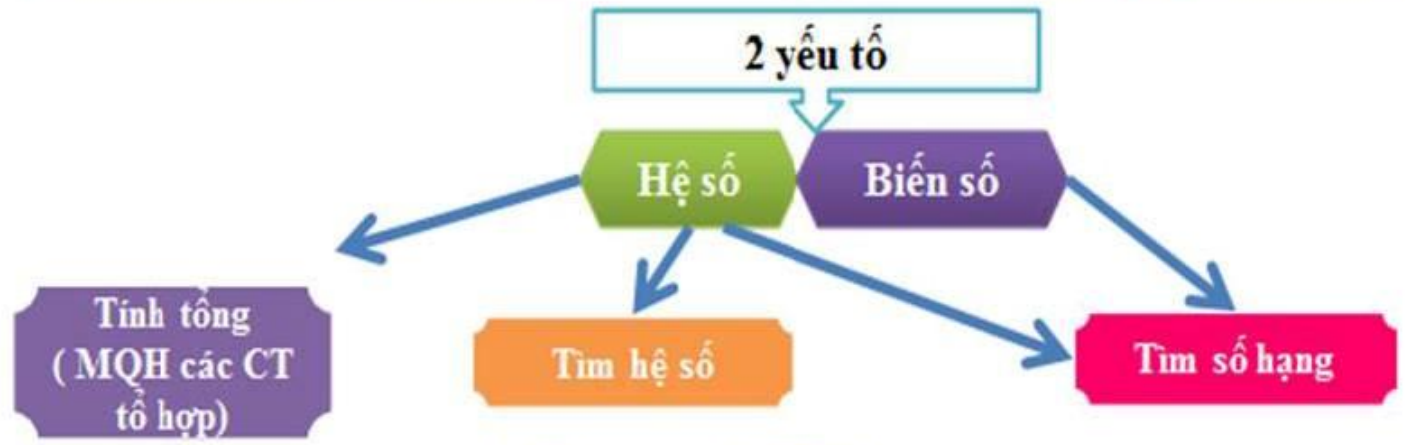 2 yếu tố
Hệ số
Biến số
Tính tổng
( MQH các CT
tổ hợp)
Tìm hệ số
Tìm số hạng